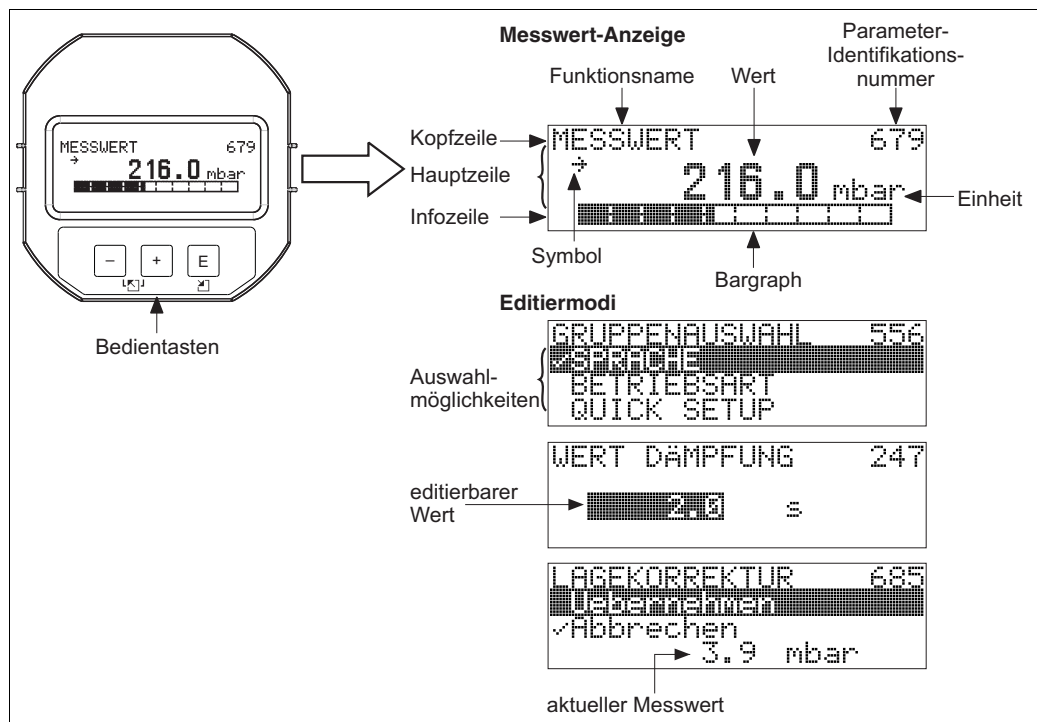 Messwert-Anzeige
Parameter-
Identifikations-
nummer
Funktionsname
Wert
Kopfzeile
Hauptzeile
Infozeile
MESSWERT 679
216.0 mbar
Einheit
Symbol
Bargraph
MESSWERT 679
216.0 mbar
– + E
Bedientasten
Editiermodi
GRUPPENAUSWAHL 556
✓SPRACHE
BETRIEBSART
QUICK SETUP
Auswahl-
möglichkeiten
WERT DÄMPFUNG 247
2.0 s
editierbarer
Wert
LAGEKORREKTUR 685
Uebernehmen
✓Abbrechen
3.9 mbar
aktueller Messwert